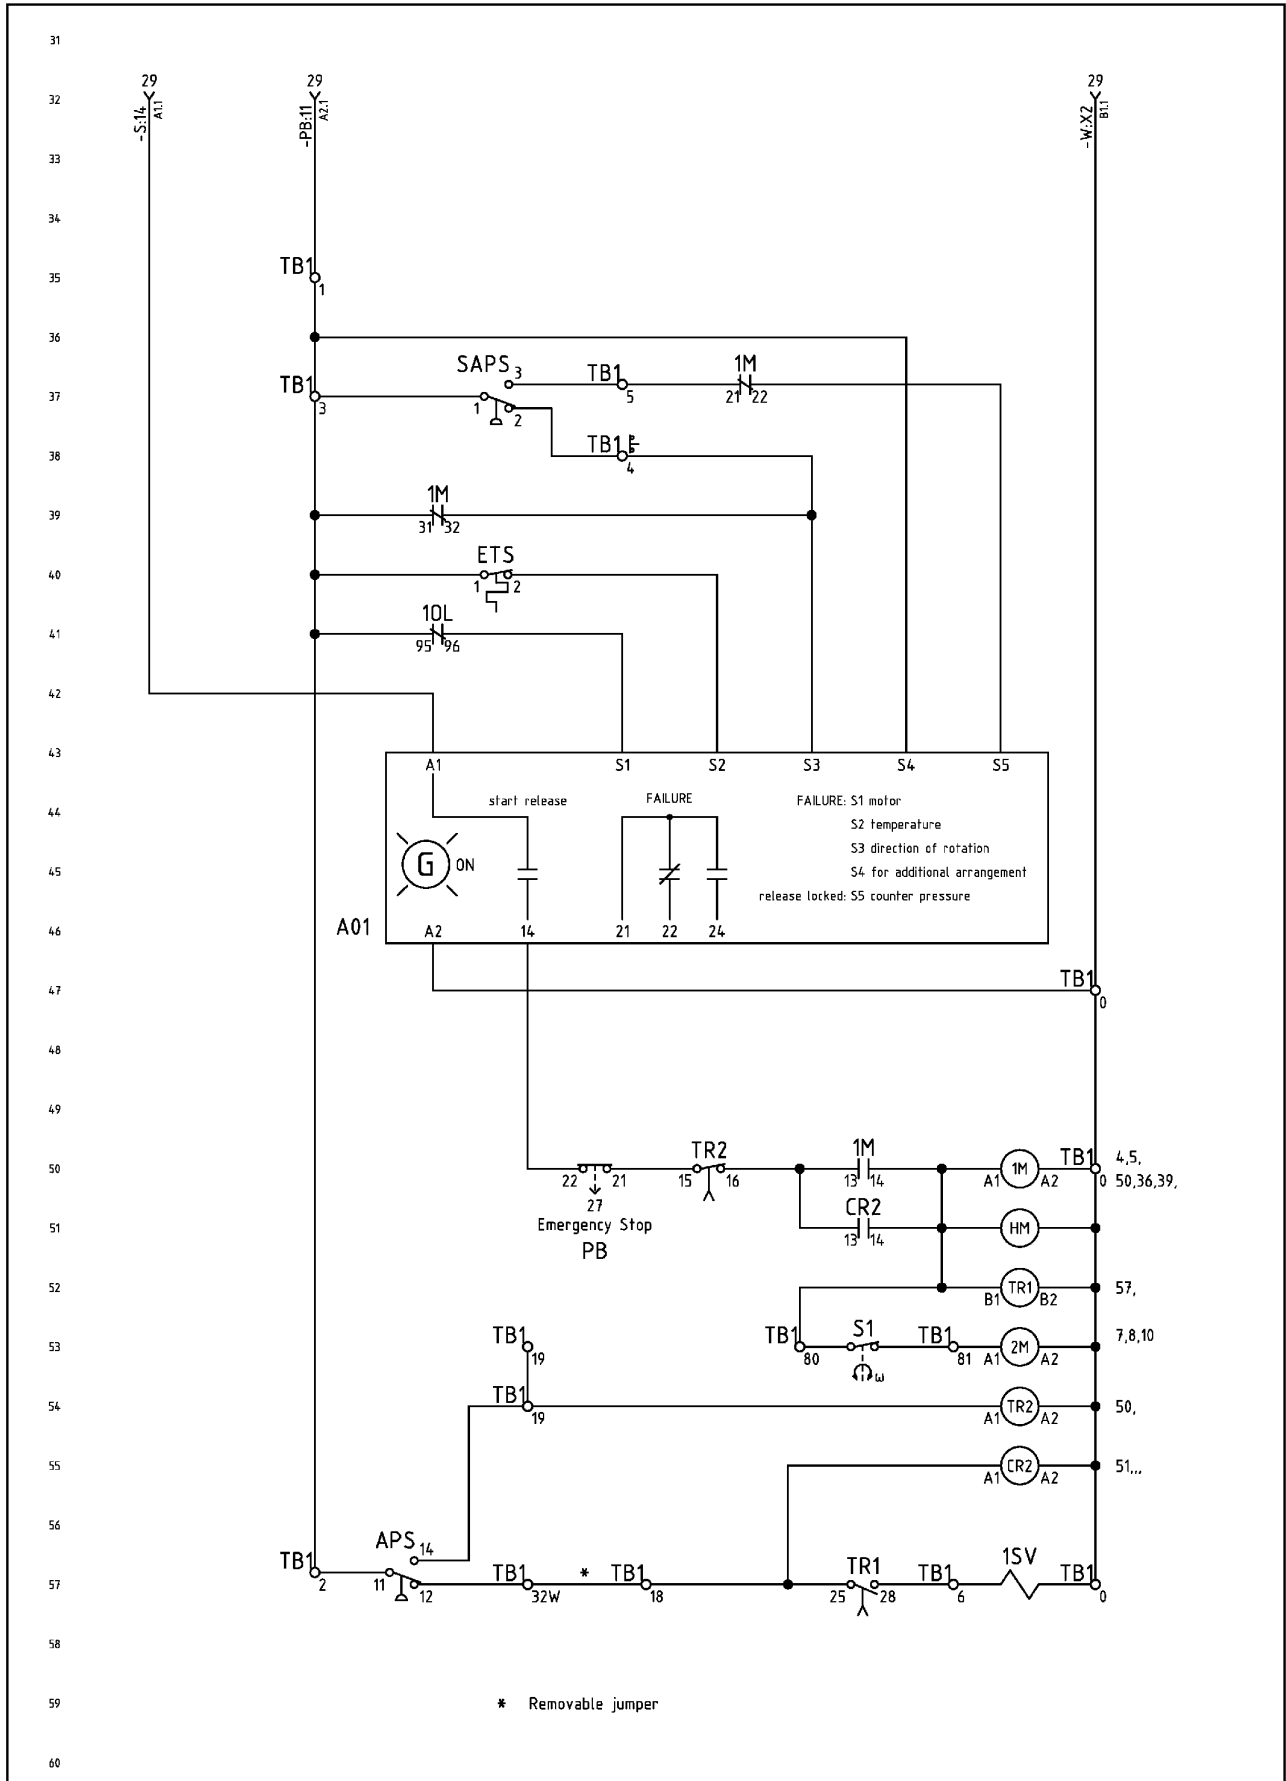 31
29 29 29
32 -S:14 A1.1 -PB:11 A2.1 -W:X2 B1.1
33
34
35 TB1 1
36
SAPS 3 TB1 5 1M 21 22
37 TB1 3 1 2
38 TB1 4
1M
39 31 32
ETS
40 1 2
1OL
41 95 96
42
43 A1 S1 S2 S3 S4 S5
44 start release FAILURE FAILURE: S1 motor
S2 temperature
S3 direction of rotation
45 G ON S4 for additional arrangement
release locked: S5 counter pressure
46 A01 A2 14 21 22 24
47 TB1 0
48
49
TR2 1M TB1 4,5,
50 22 21 15 16 13 14 A1 1M A2 0 50,36,39,
27 CR2
51 Emergency Stop 13 14 HM
PB
52 B1 TR1 B2 57,
TB1 TB1 S1 TB1 7,8,10
53 19 80 81 A1 2M A2
ω
TB1
54 19 A1 TR2 A2 50,
55 A1 CR2 A2 51,,,
56
APS 14
TB1 TB1 * TB1 TR1 TB1 1SV TB1
57 2 11 12 32W 18 25 28 6 0
58
59 * Removable jumper
60